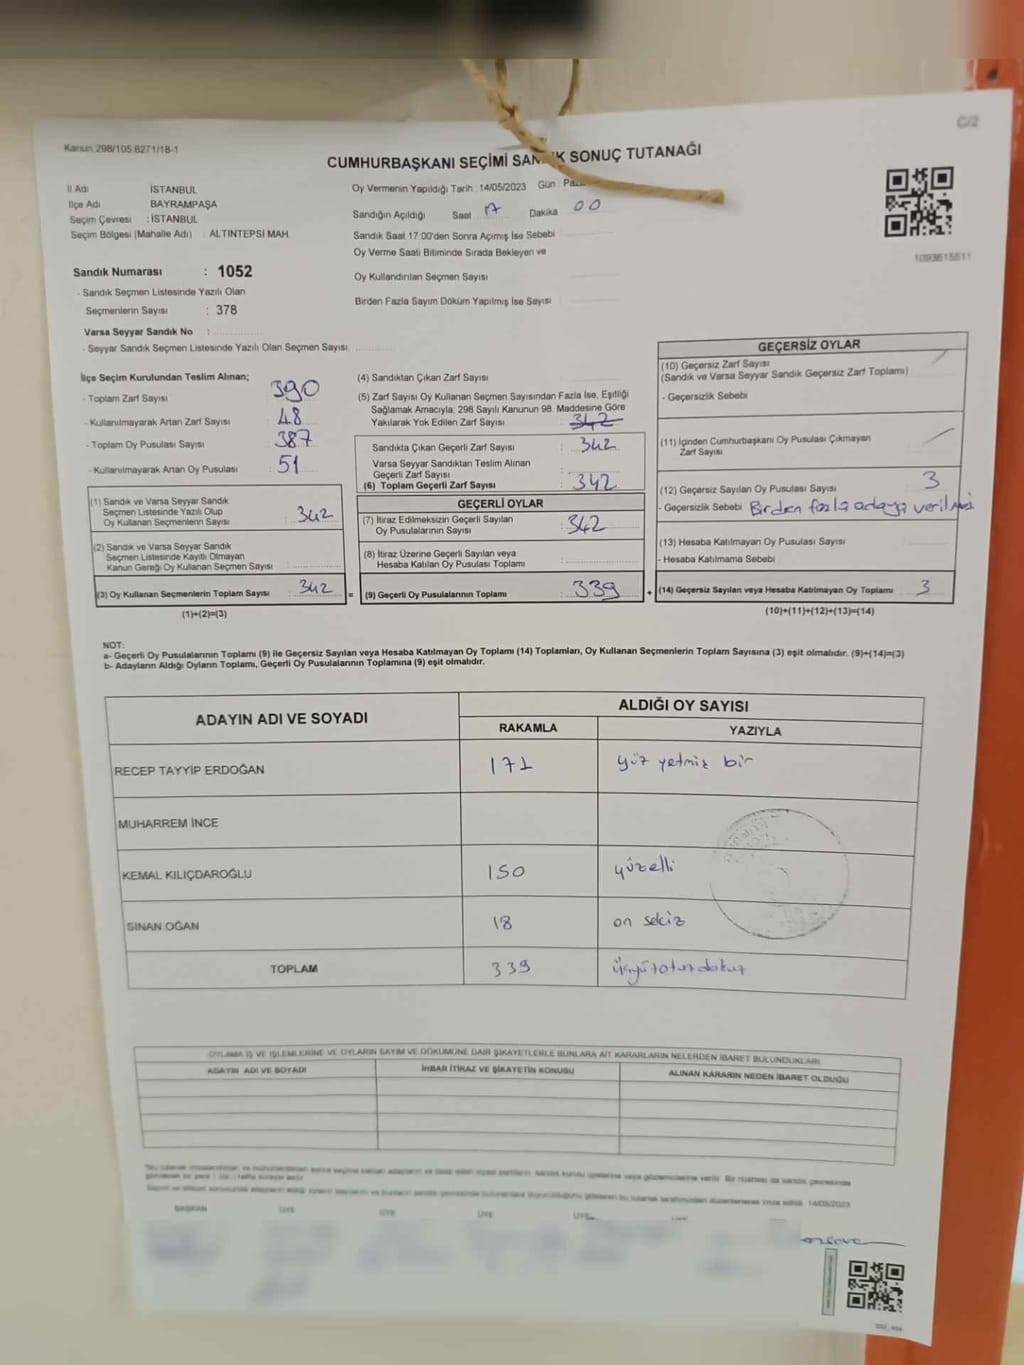 C/2
Kanun 298/105.6271/18-1
CUMHURBAŞKANI SEÇİMİ SONUÇ TUTANAĞI
İl Adı İSTANBUL
İlçe Adı BAYRAMPAŞA
Seçim Çevresi : İSTANBUL
Seçim Bölgesi (Mahalle Adı) ALTINTEPSİ MAH.
Oy Vermenin Yapıldığı Tarih : 14/05/2023 Gün
Sandığın Açıldığı Saat 17 Dakika 00
Sandık Saat 17:00'den Sonra Açımış İse Sebebi
Oy Verme Saati Bitiminde Sırada Bekleyen ve
Oy Kullandırılan Seçmen Sayısı
Birden Fazla Sayım Döküm Yapılmış İse Sayısı
1093615511
Sandık Numarası : 1052
- Sandık Seçmen Listesinde Yazılı Olan
Seçmenlerin Sayısı : 378
Varsa Seyyar Sandık No :
- Seyyar Sandık Seçmen Listesinde Yazılı Olan Seçmen Sayısı
İlçe Seçim Kurulundan Teslim Alınan;
- Toplam Zarf Sayısı 390
- Kullanılmayarak Artan Zarf Sayısı 48
- Toplam Oy Pusulası Sayısı 387
- Kullanılmayarak Artan Oy Pusulası 51
(1) Sandık ve Varsa Seyyar Sandık
Seçmen Listesinde Yazılı Olup
Oy Kullanan Seçmenlerin Sayısı : 342
(2) Sandık ve Varsa Seyyar Sandık
Seçmen Listesinde Kayıtlı Olmayan
Kanun Gereği Oy Kullanan Seçmen Sayısı :
(3) Oy Kullanan Seçmenlerin Toplam Sayısı : 342 =
(1)+(2)=(3)
(4) Sandıktan Çıkan Zarf Sayısı :
(5) Zarf Sayısı Oy Kullanan Seçmen Sayısından Fazla İse, Eşitliği
Sağlamak Amacıyla; 298 Sayılı Kanunun 98. Maddesine Göre
Yakılarak Yok Edilen Zarf Sayısı : 342
Sandıkta Çıkan Geçerli Zarf Sayısı : 342
Varsa Seyyar Sandıktan Teslim Alınan
Geçerli Zarf Sayısı :
(6) Toplam Geçerli Zarf Sayısı : 342
GEÇERLİ OYLAR
(7) İtiraz Edilmeksizin Geçerli Sayılan
Oy Pusulalarının Sayısı : 342
(8) İtiraz Üzerine Geçerli Sayılan veya
Hesaba Katılan Oy Pusulası Toplamı :
(9) Geçerli Oy Pusulalarının Toplamı : 339 +
GEÇERSİZ OYLAR
(10) Geçersiz Zarf Sayısı
(Sandık ve Varsa Seyyar Sandık Geçersiz Zarf Toplamı)
- Geçersizlik Sebebi
(11) İçinden Cumhurbaşkanı Oy Pusulası Çıkmayan
Zarf Sayısı
(12) Geçersiz Sayılan Oy Pusulası Sayısı 3
- Geçersizlik Sebebi Birden fazla adaya verilmesi
(13) Hesaba Katılmayan Oy Pusulası Sayısı
- Hesaba Katılmama Sebebi
(14) Geçersiz Sayılan veya Hesaba Katılmayan Oy Toplamı 3
(10)+(11)+(12)+(13)=(14)
NOT:
a- Geçerli Oy Pusulalarının Toplamı (9) ile Geçersiz Sayılan veya Hesaba Katılmayan Oy Toplamı (14) Toplamları, Oy Kullanan Seçmenlerin Toplam Sayısına (3) eşit olmalıdır. (9)+(14)=(3)
b- Adayların Aldığı Oyların Toplamı, Geçerli Oy Pusulalarının Toplamına (9) eşit olmalıdır.
ADAYIN ADI VE SOYADI ALDIĞI OY SAYISI
RAKAMLA YAZIYLA
RECEP TAYYİP ERDOĞAN 171 yüz yetmiş bir
MUHARREM İNCE
KEMAL KILIÇDAROĞLU 150 yüzelli
SİNAN OĞAN 18 on sekiz
TOPLAM 339 üçyüzotuzdokuz
OYLAMA İŞ VE İŞLEMLERİNE VE OYLARIN SAYIM VE DÖKÜMÜNE DAİR ŞİKAYETLERLE BUNLARA AİT KARARLARIN NELERDEN İBARET BULUNDUKLARI
ADAYIN ADI VE SOYADI İHBAR İTİRAZ VE ŞİKAYETİN KONUSU ALINAN KARARIN NEDEN İBARET OLDUĞU
14/05/2023
BAŞKAN ÜYE ÜYE ÜYE ÜYE